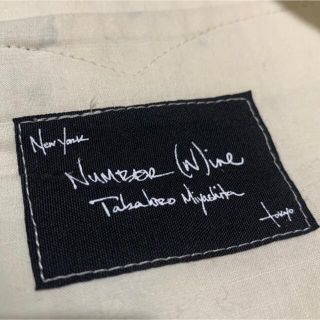 New York
NUMBER (N)ine
Takahiro Miyashita
tokyo